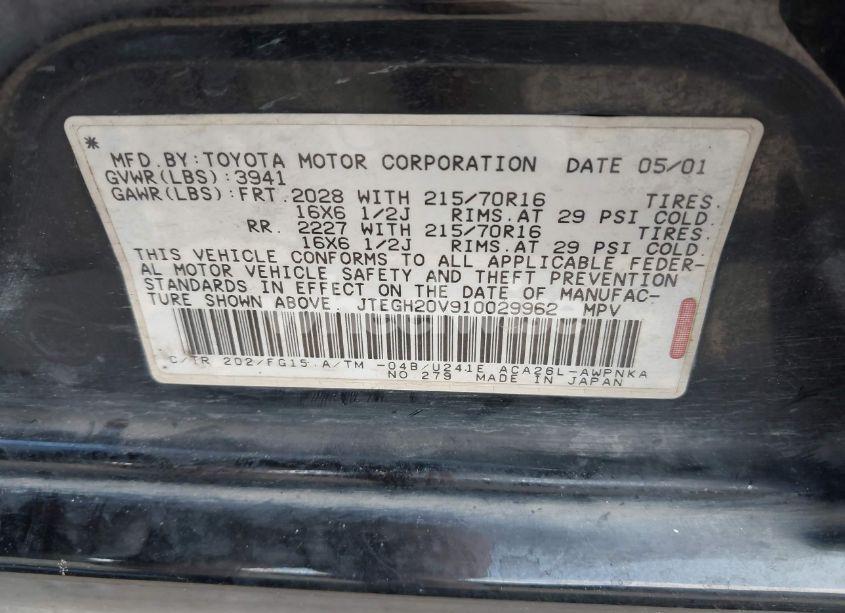 *
MFD.BY:TOYOTA MOTOR CORPORATION DATE 05/01
GVWR(LBS):3941
GAWR(LBS):FRT.2028 WITH 215/70R16 TIRES.
16X6 1/2J RIMS.AT 29 PSI COLD.
RR. 2227 WITH 215/70R16 TIRES.
16X6 1/2J RIMS.AT 29 PSI COLD.
THIS VEHICLE CONFORMS TO ALL APPLICABLE FEDER-
AL MOTOR VEHICLE SAFETY AND THEFT PREVENTION
STANDARDS IN EFFECT ON THE DATE OF MANUFAC-
TURE SHOWN ABOVE. JTEGH20V910029962 MPV
C/TR 202/FG15 A/TM -04B/U241E ACA26L-AWPNKA
NO 279 MADE IN JAPAN